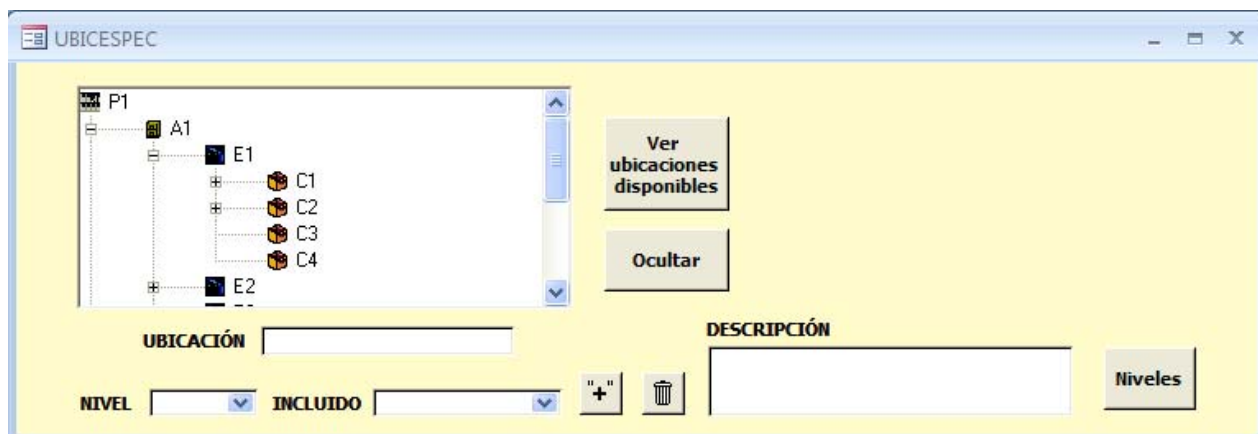 UBICESPEC
P1
A1
E1
C1
C2
C3
C4
E2
Ver
ubicaciones
disponibles
Ocultar
UBICACIÓN
DESCRIPCIÓN
NIVEL
INCLUIDO
"+"
Niveles